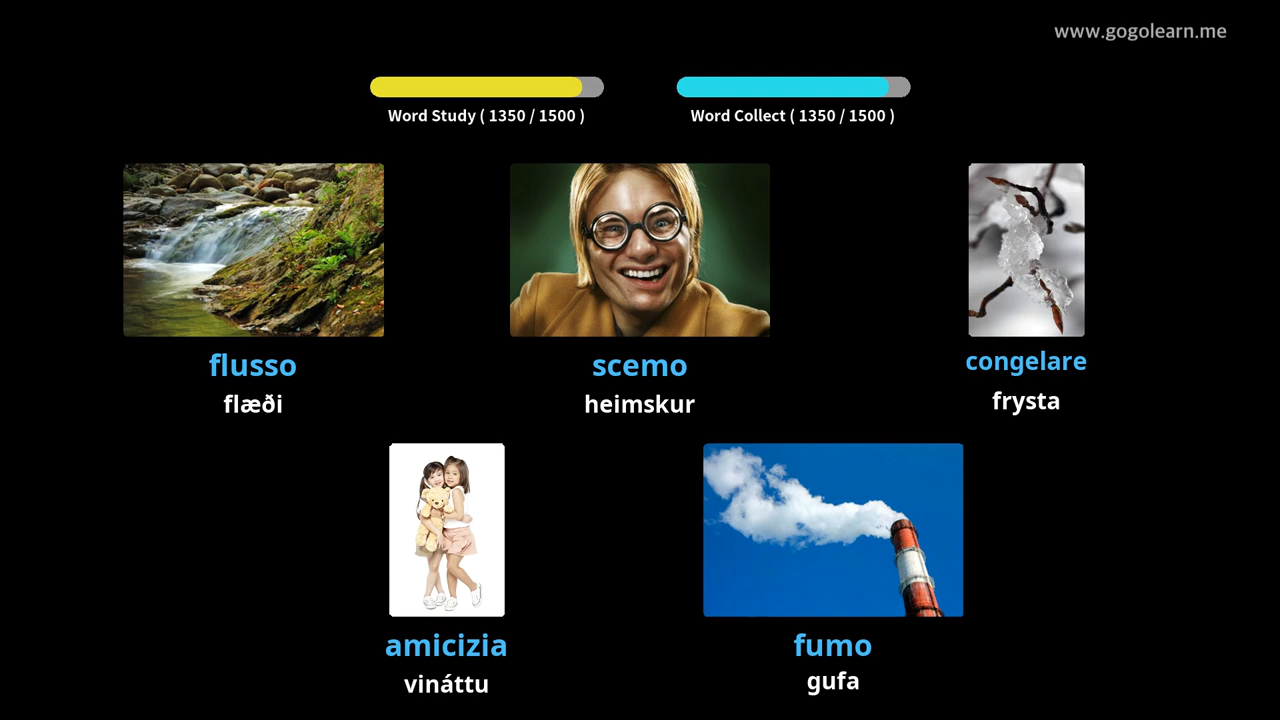 www.gogolearn.me
Word Study ( 1350 / 1500 )
Word Collect ( 1350 / 1500 )
flusso
flæði
scemo
heimskur
congelare
frysta
amicizia
vináttu
fumo
gufa